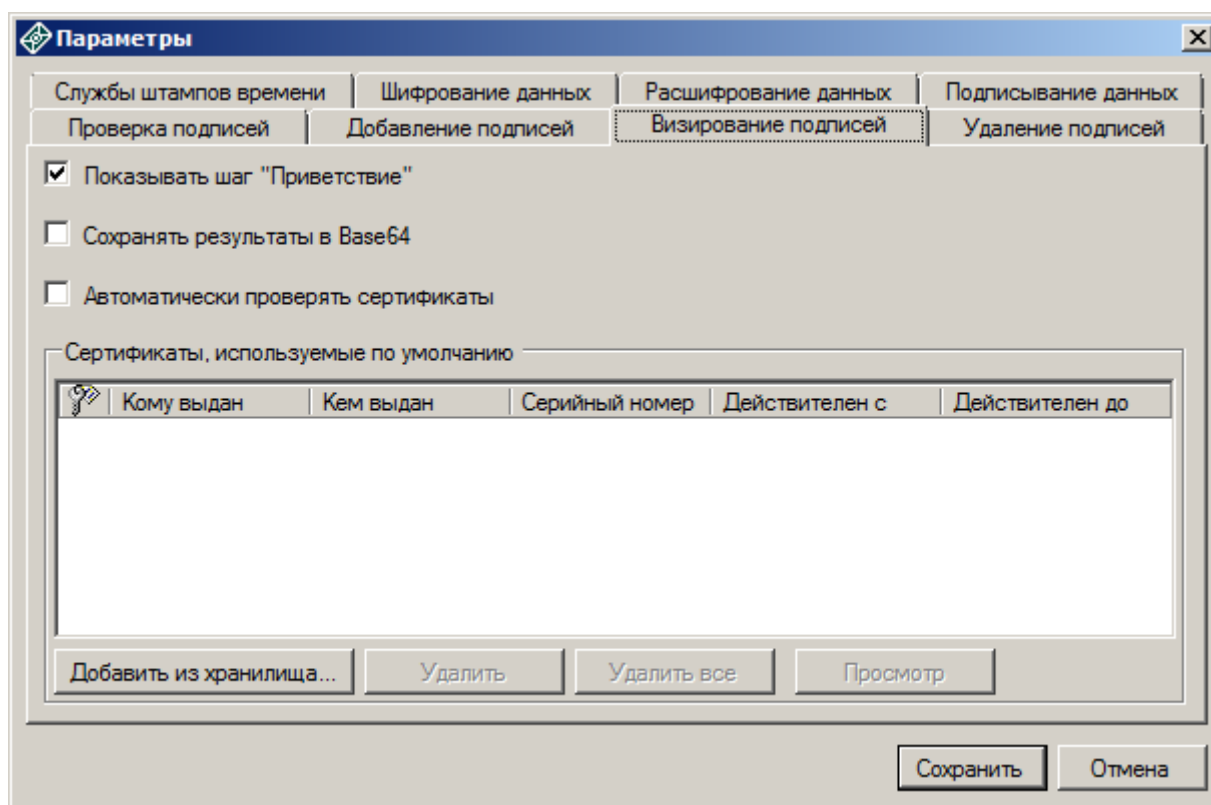 Параметры
Службы штампов времени Шифрование данных Расшифрование данных Подписывание данных
Проверка подписей Добавление подписей Визирование подписей Удаление подписей
Показывать шаг "Приветствие"
Сохранять результаты в Base64
Автоматически проверять сертификаты
Сертификаты, используемые по умолчанию
Кому выдан Кем выдан Серийный номер Действителен с Действителен до
Добавить из хранилища... Удалить Удалить все Просмотр
Сохранить Отмена